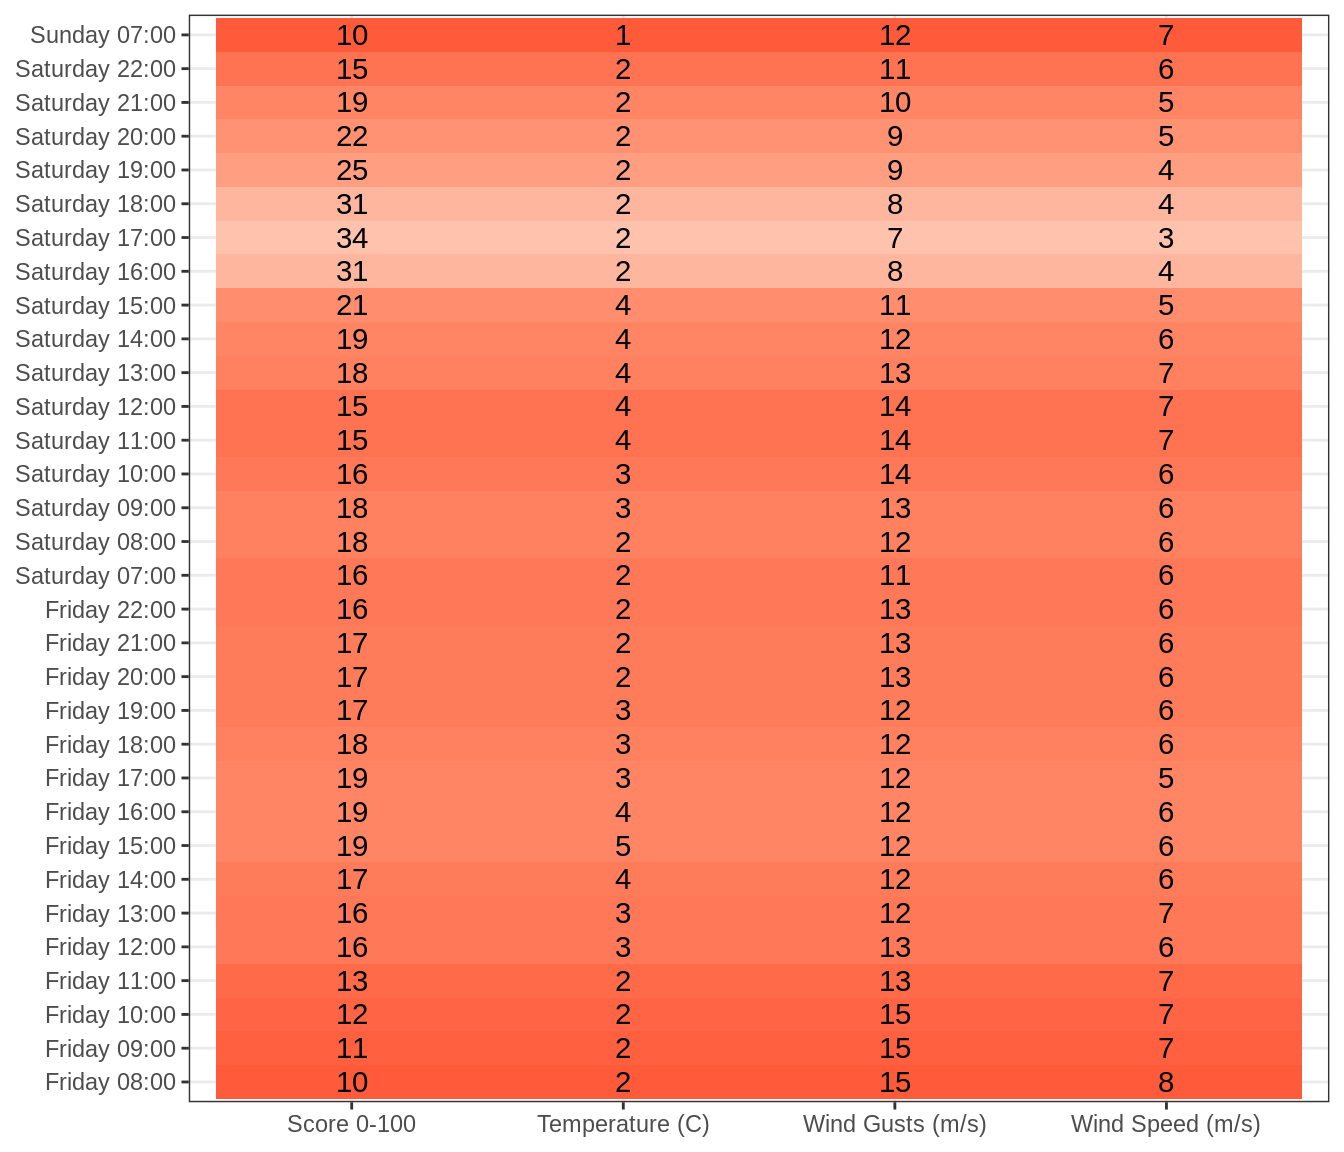 Sunday 07:00 10 1 12 7
Saturday 22:00 15 2 11 6
Saturday 21:00 19 2 10 5
Saturday 20:00 22 2 9 5
Saturday 19:00 25 2 9 4
Saturday 18:00 31 2 8 4
Saturday 17:00 34 2 7 3
Saturday 16:00 31 2 8 4
Saturday 15:00 21 4 11 5
Saturday 14:00 19 4 12 6
Saturday 13:00 18 4 13 7
Saturday 12:00 15 4 14 7
Saturday 11:00 15 4 14 7
Saturday 10:00 16 3 14 6
Saturday 09:00 18 3 13 6
Saturday 08:00 18 2 12 6
Saturday 07:00 16 2 11 6
Friday 22:00 16 2 13 6
Friday 21:00 17 2 13 6
Friday 20:00 17 2 13 6
Friday 19:00 17 3 12 6
Friday 18:00 18 3 12 6
Friday 17:00 19 3 12 5
Friday 16:00 19 4 12 6
Friday 15:00 19 5 12 6
Friday 14:00 17 4 12 6
Friday 13:00 16 3 12 7
Friday 12:00 16 3 13 6
Friday 11:00 13 2 13 7
Friday 10:00 12 2 15 7
Friday 09:00 11 2 15 7
Friday 08:00 10 2 15 8
Score 0-100 Temperature (C) Wind Gusts (m/s) Wind Speed (m/s)